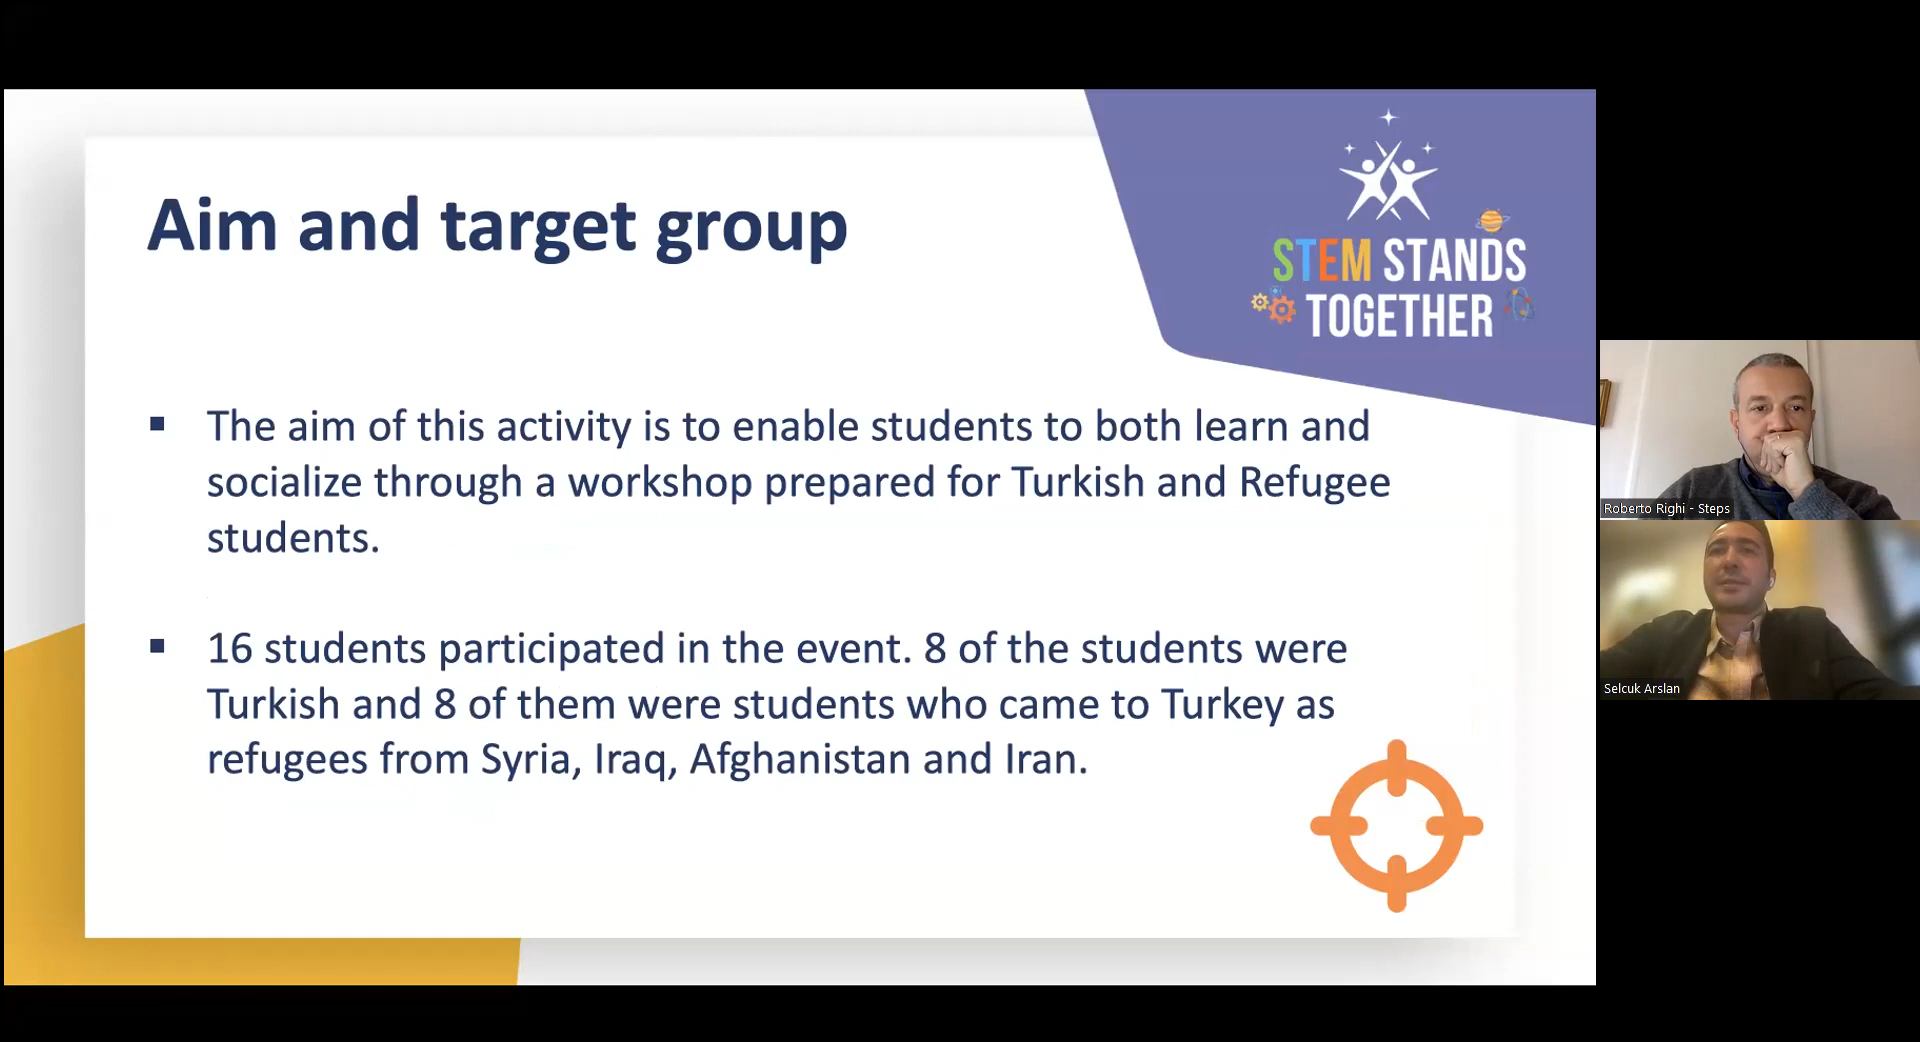 Aim and target group
STEM STANDS
TOGETHER
▪ The aim of this activity is to enable students to both learn and
socialize through a workshop prepared for Turkish and Refugee
students.
▪ 16 students participated in the event. 8 of the students were
Turkish and 8 of them were students who came to Turkey as
refugees from Syria, Iraq, Afghanistan and Iran.
Roberto Righi - Steps
Selcuk Arslan